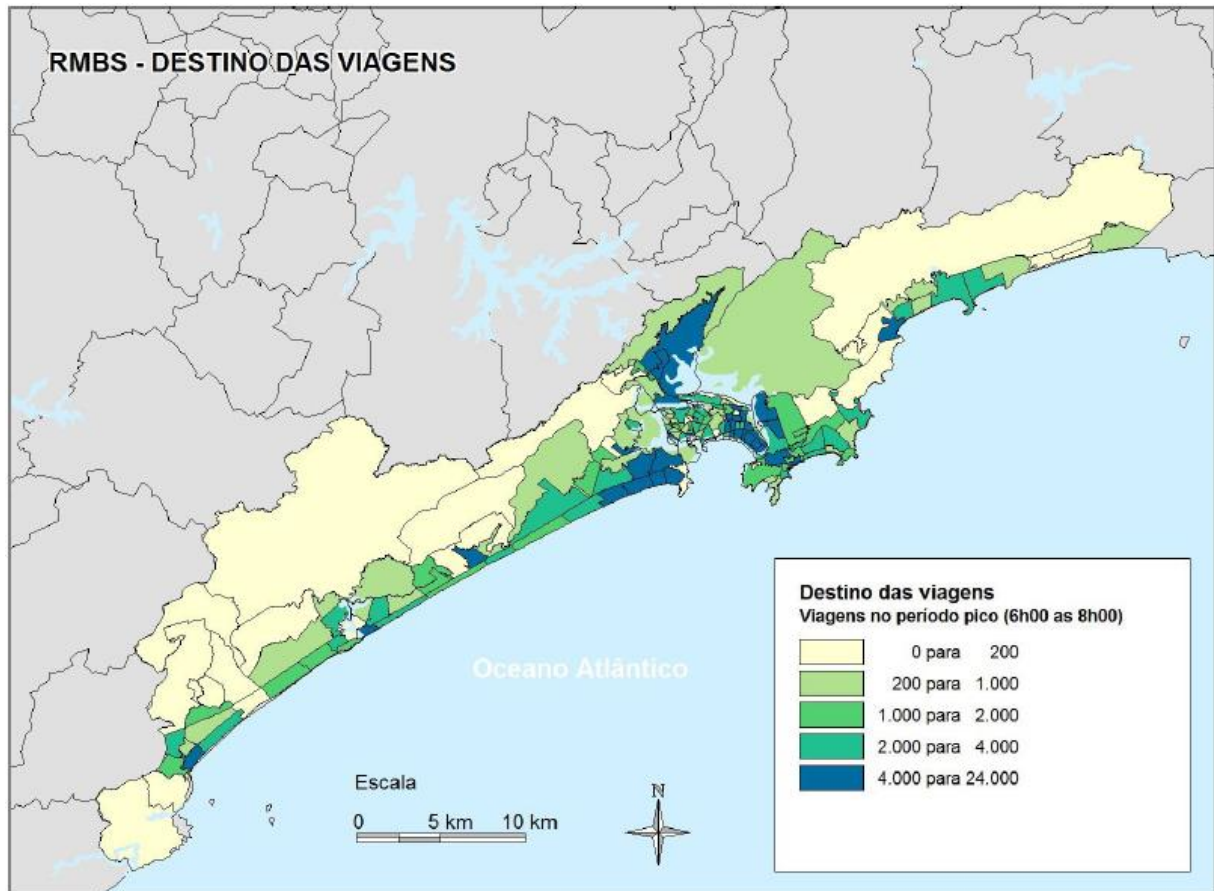 RMBS - DESTINO DAS VIAGENS
Oceano Atlântico
Destino das viagens
Viagens no período pico (6h00 as 8h00)
0 para 200
200 para 1.000
1.000 para 2.000
2.000 para 4.000
4.000 para 24.000
Escala
0 5 km 10 km
N